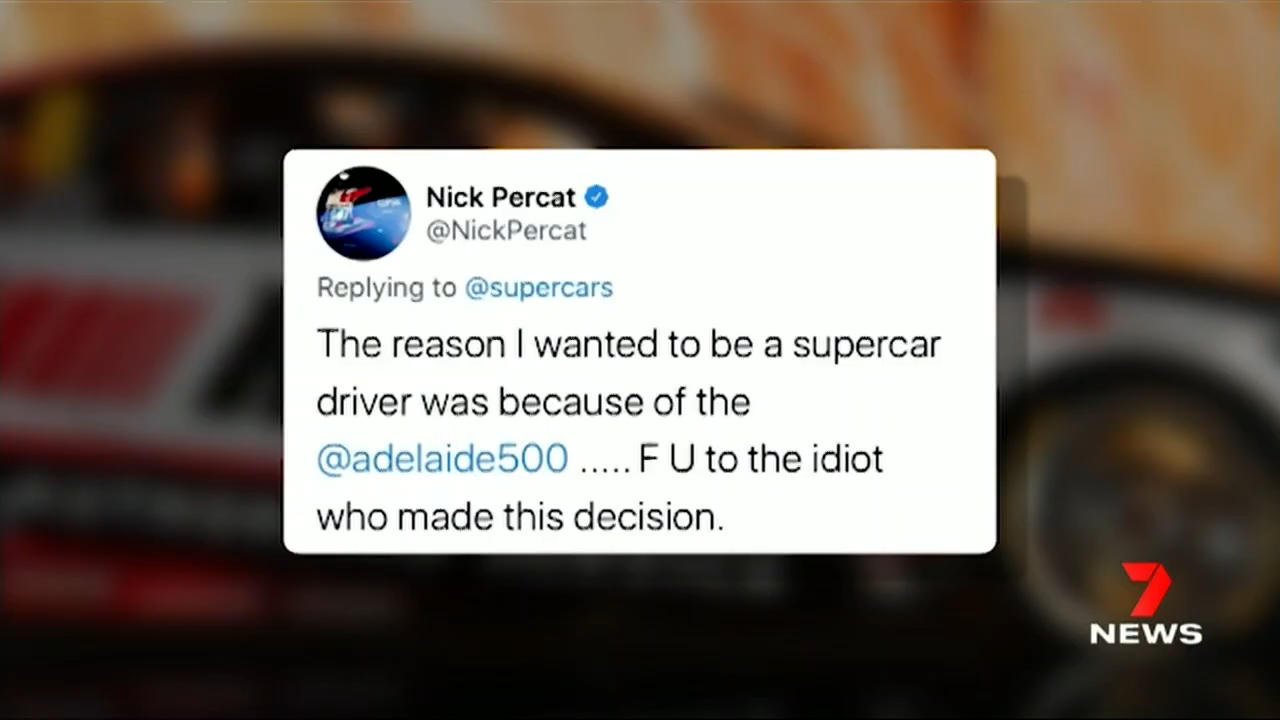 Nick Percat
@NickPercat
Replying to @supercars
The reason I wanted to be a supercar
driver was because of the
@adelaide500 ..... F U to the idiot
who made this decision.
7
NEWS